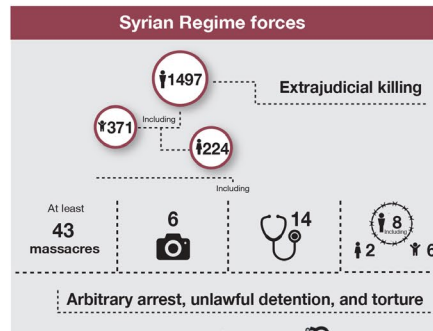 Syrian Regime forces
1497
Extrajudicial killing
Including
371
224
Including
At least
43
massacres
6
14
8
Including
2
6
Arbitrary arrest, unlawful detention, and torture